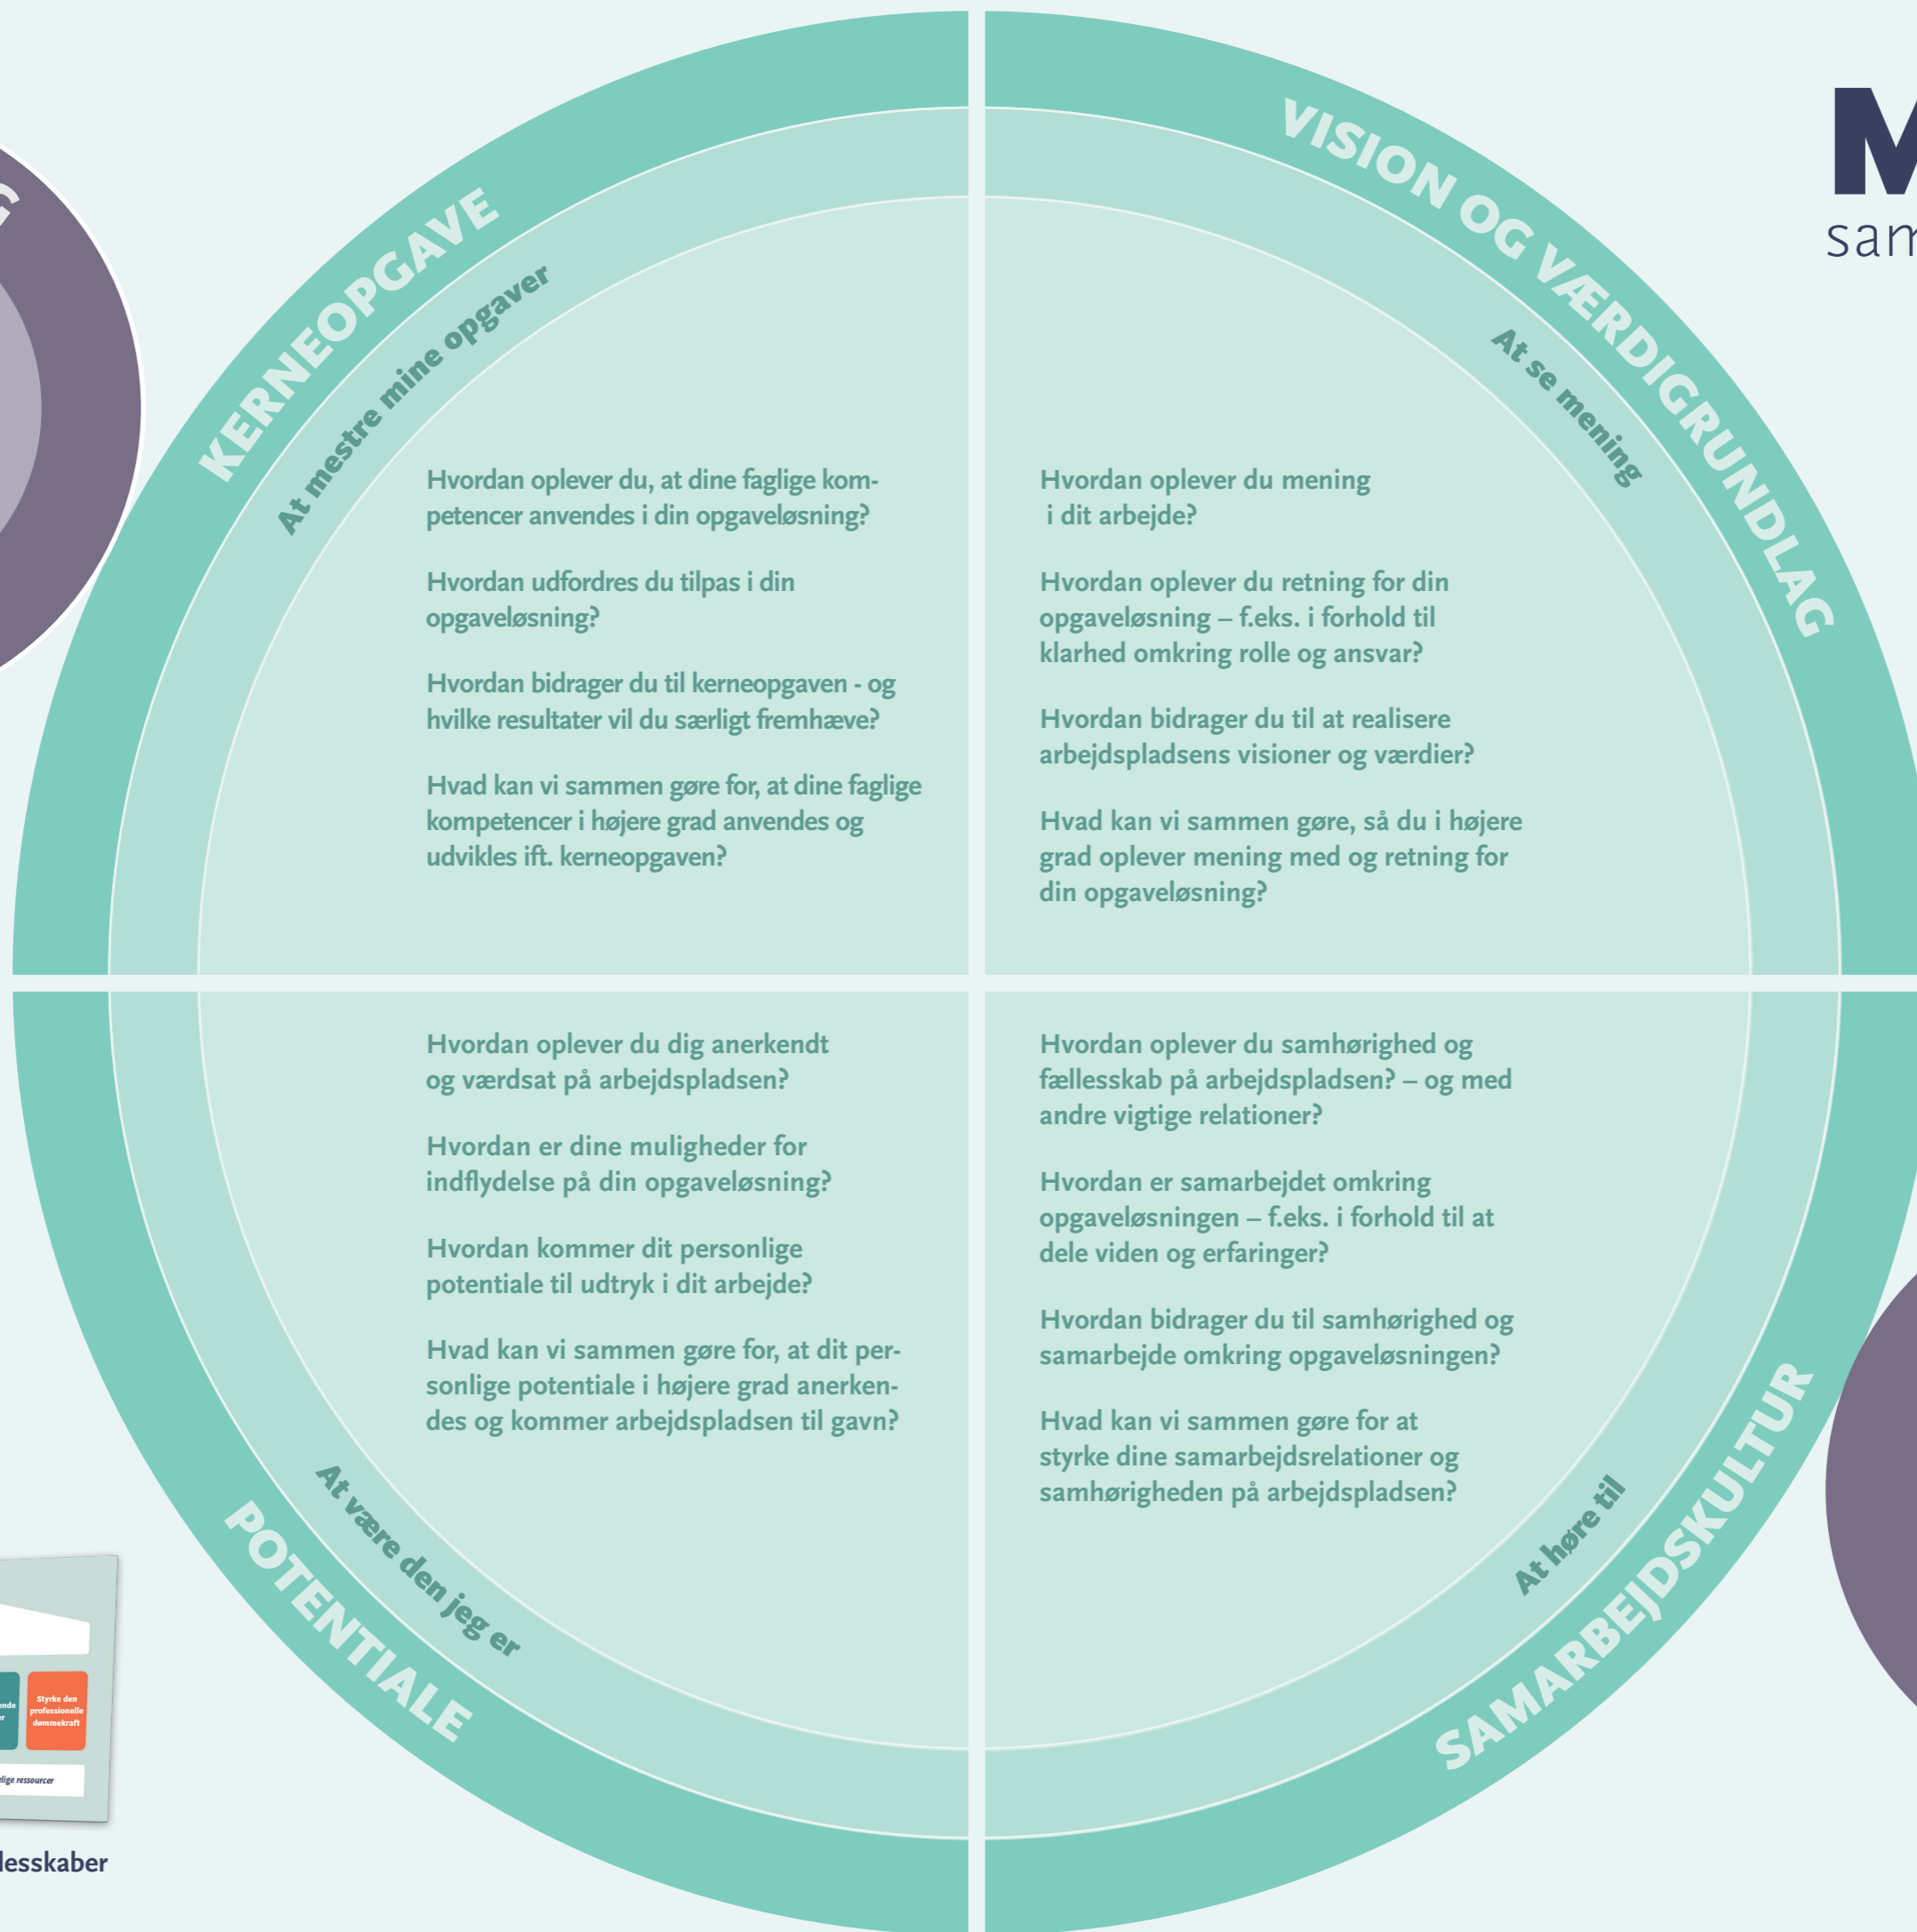 KERNEOPGAVE
At mestre mine opgaver
Hvordan oplever du, at dine faglige kom-
petencer anvendes i din opgaveløsning?
Hvordan udfordres du tilpas i din
opgaveløsning?
Hvordan bidrager du til kerneopgaven - og
hvilke resultater vil du særligt fremhæve?
Hvad kan vi sammen gøre for, at dine faglige
kompetencer i højere grad anvendes og
udvikles ift. kerneopgaven?
VISION OG VÆRDIGRUNDLAG
At se mening
Hvordan oplever du mening
i dit arbejde?
Hvordan oplever du retning for din
opgaveløsning – f.eks. i forhold til
klarhed omkring rolle og ansvar?
Hvordan bidrager du til at realisere
arbejdspladsens visioner og værdier?
Hvad kan vi sammen gøre, så du i højere
grad oplever mening med og retning for
din opgaveløsning?
Hvordan oplever du dig anerkendt
og værdsat på arbejdspladsen?
Hvordan er dine muligheder for
indflydelse på din opgaveløsning?
Hvordan kommer dit personlige
potentiale til udtryk i dit arbejde?
Hvad kan vi sammen gøre for, at dit per-
sonlige potentiale i højere grad anerken-
des og kommer arbejdspladsen til gavn?
At være den jeg er
POTENTIALE
Hvordan oplever du samhørighed og
fællesskab på arbejdspladsen? – og med
andre vigtige relationer?
Hvordan er samarbejdet omkring
opgaveløsningen – f.eks. i forhold til at
dele viden og erfaringer?
Hvordan bidrager du til samhørighed og
samarbejde omkring opgaveløsningen?
Hvad kan vi sammen gøre for at
styrke dine samarbejdsrelationer og
samhørigheden på arbejdspladsen?
At høre til
SAMARBEJDSKULTUR
G
M
sam
ende
er
Styrke den
professionelle
dømmekraft
elige ressourcer
lesskaber